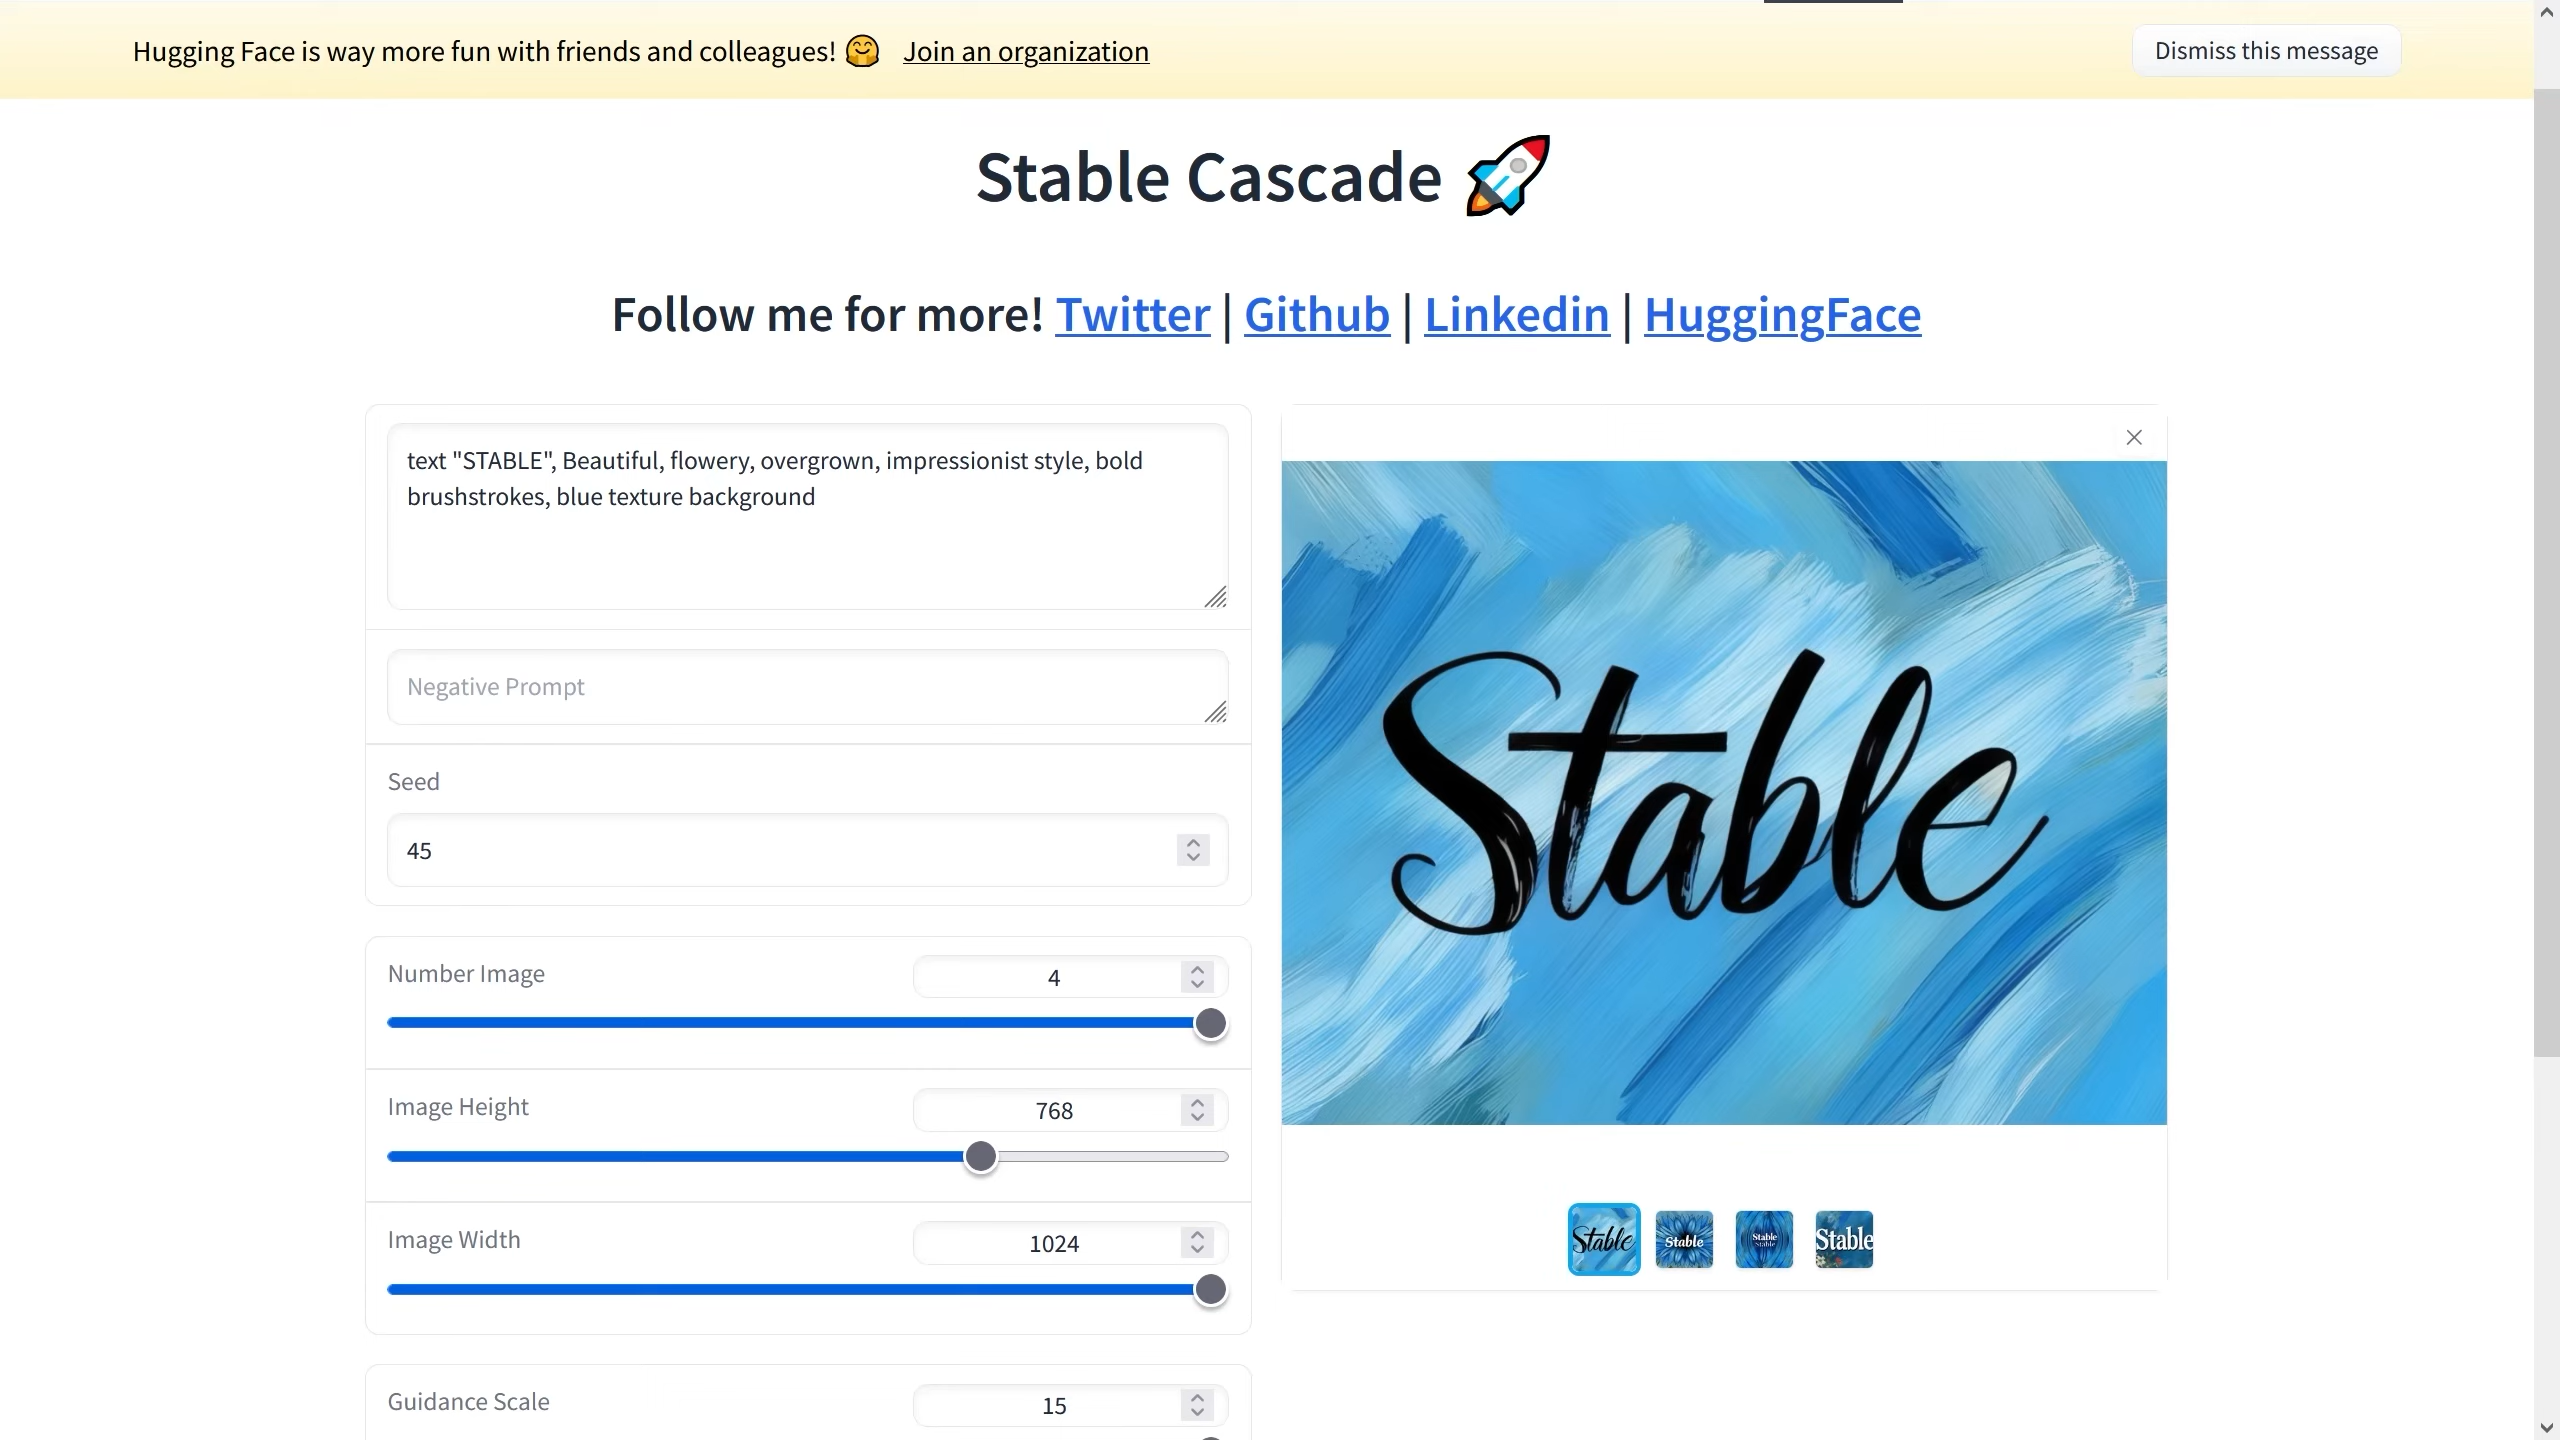 Hugging Face is way more fun with friends and colleagues! 🤗 Join an organization
Dismiss this message
Stable Cascade 🚀
Follow me for more! Twitter | Github | Linkedin | HuggingFace
text "STABLE", Beautiful, flowery, overgrown, impressionist style, bold
brushstrokes, blue texture background
Negative Prompt
Seed
45
Number Image
4
Image Height
768
Image Width
1024
Guidance Scale
15
Stable
Stable
Stable
Stable
Stable
Stable